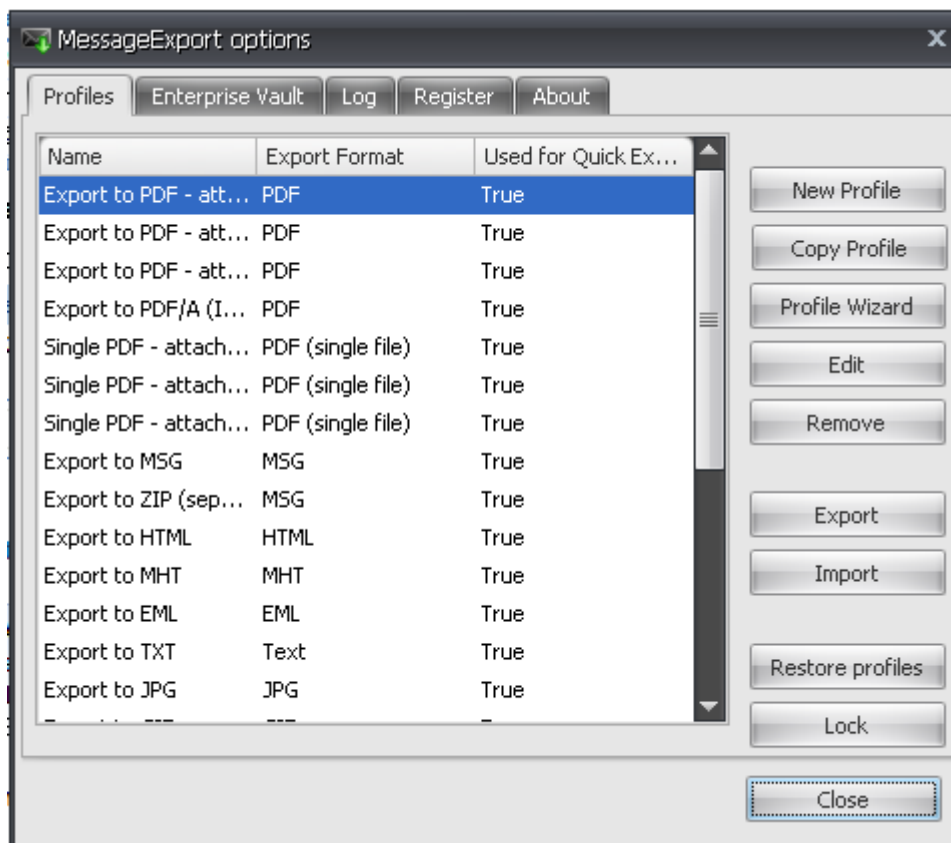 MessageExport options
Profiles Enterprise Vault Log Register About
Name Export Format Used for Quick Ex...
Export to PDF - att... PDF True
Export to PDF - att... PDF True
Export to PDF - att... PDF True
Export to PDF/A (I... PDF True
Single PDF - attach... PDF (single file) True
Single PDF - attach... PDF (single file) True
Single PDF - attach... PDF (single file) True
Export to MSG MSG True
Export to ZIP (sep... MSG True
Export to HTML HTML True
Export to MHT MHT True
Export to EML EML True
Export to TXT Text True
Export to JPG JPG True
New Profile
Copy Profile
Profile Wizard
Edit
Remove
Export
Import
Restore profiles
Lock
Close